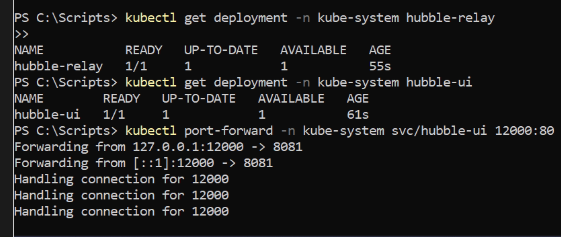 PS C:\Scripts> kubectl get deployment -n kube-system hubble-relay
>>
NAME           READY   UP-TO-DATE   AVAILABLE   AGE
hubble-relay   1/1     1            1           55s
PS C:\Scripts> kubectl get deployment -n kube-system hubble-ui
NAME        READY   UP-TO-DATE   AVAILABLE   AGE
hubble-ui   1/1     1            1           61s
PS C:\Scripts> kubectl port-forward -n kube-system svc/hubble-ui 12000:80
Forwarding from 127.0.0.1:12000 -> 8081
Forwarding from [::1]:12000 -> 8081
Handling connection for 12000
Handling connection for 12000
Handling connection for 12000